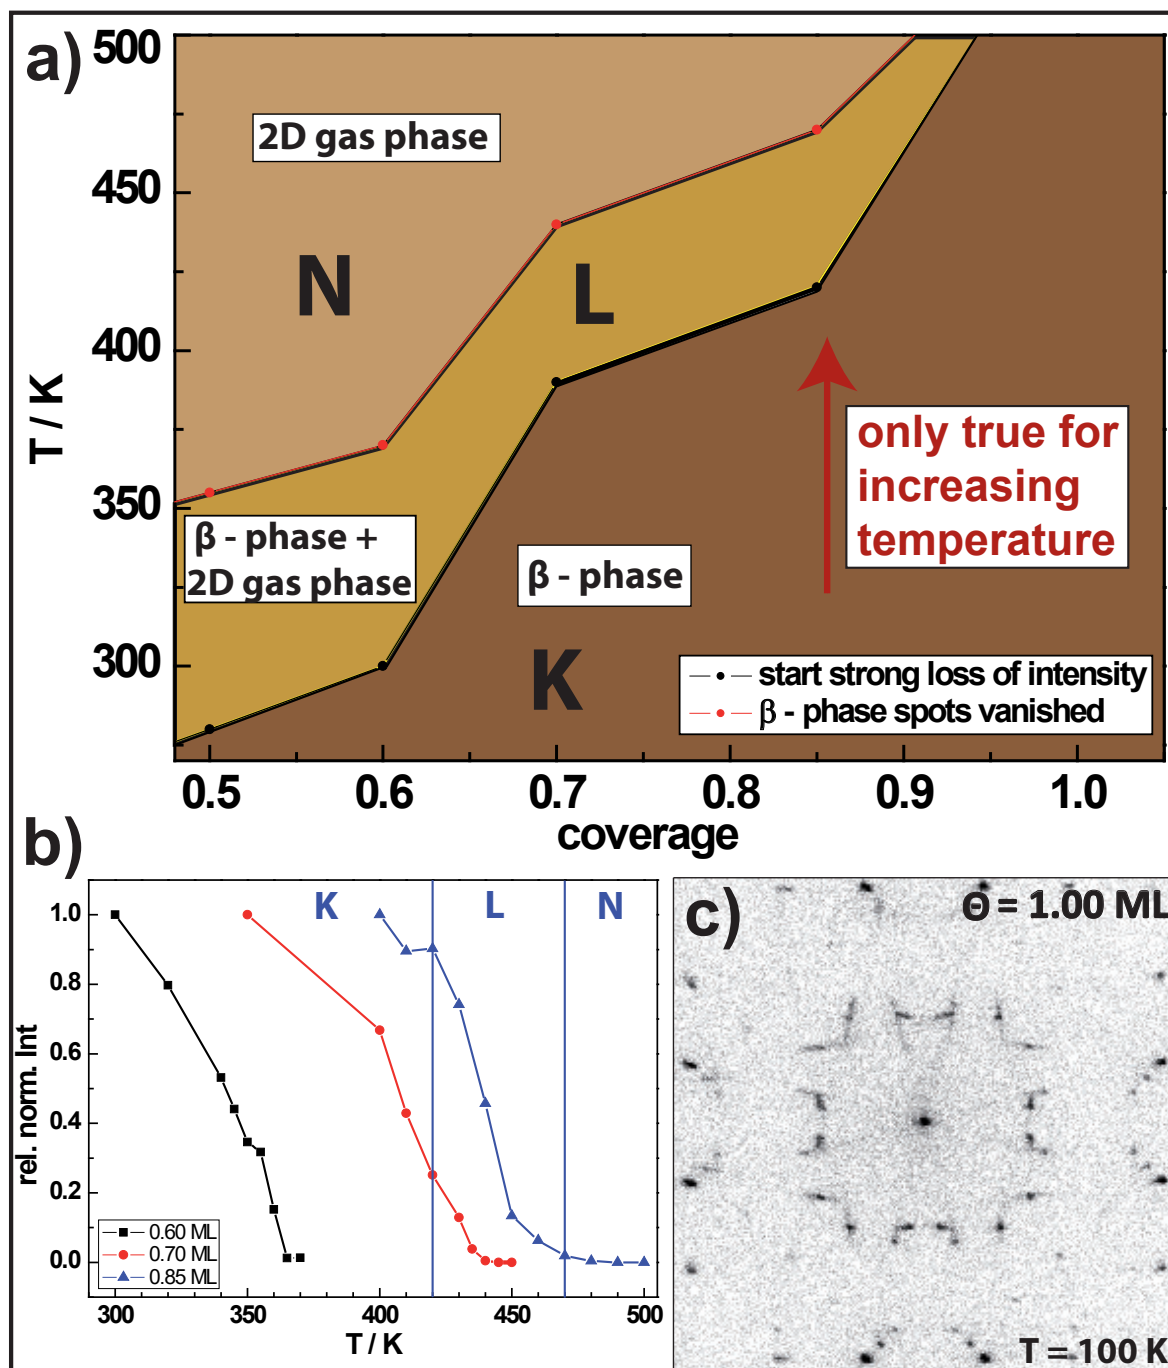 a)
500
450
400
350
300
T / K
2D gas phase
N
L
β - phase +
2D gas phase
β - phase
K
only true for
increasing
temperature
start strong loss of intensity
β - phase spots vanished
0.5 0.6 0.7 0.8 0.9 1.0
coverage
b)
K L N
1.0
0.8
0.6
0.4
0.2
0.0
rel. norm. Int
0.60 ML
0.70 ML
0.85 ML
300 350 400 450 500
T / K
c)
Θ = 1.00 ML
T = 100 K